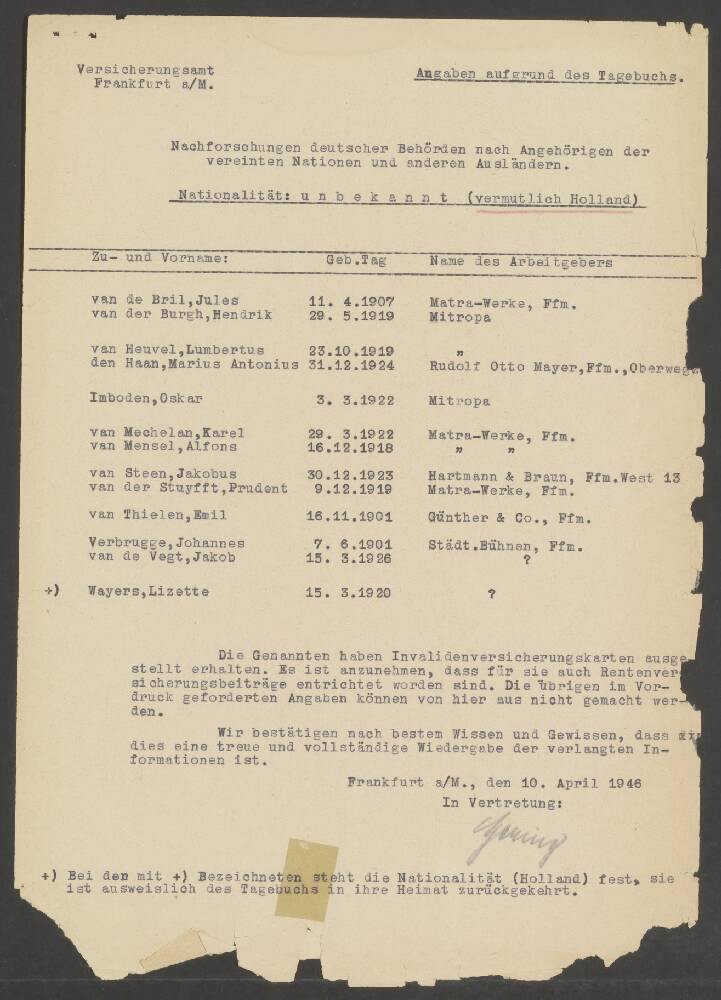 Versicherungsamt
Frankfurt a/M.
Angaben aufgrund des Tagebuchs.
Nachforschungen deutscher Behörden nach Angehörigen der
vereinten Nationen und anderen Ausländern.
Nationalität: u n b e k a n n t (vermutlich Holland)
Zu- und Vorname: Geb.Tag Name des Arbeitgebers
van de Bril,Jules 11. 4.1907 Matra-Werke, Ffm.
van der Burgh,Hendrik 29. 5.1919 Mitropa
van Heuvel,Lumbertus 23.10.1919 "
den Haan,Marius Antonius 31.12.1924 Rudolf Otto Mayer,Ffm.,Oberweg
Imboden,Oskar 3. 3.1922 Mitropa
van Mechelan,Karel 29. 3.1922 Matra-Werke, Ffm.
van Mensel,Alfons 16.12.1918 " "
van Steen,Jakobus 30.12.1923 Hartmann & Braun, Ffm.West 13
van der Stuyfft,Prudent 9.12.1919 Matra-Werke, Ffm.
van Thielen,Emil 16.11.1901 Günther & Co., Ffm.
Verbrugge,Johannes 7. 6.1901 Städt.Bühnen, Ffm.
van de Vegt,Jakob 15. 3.1926 ?
+) Wayers,Lizette 15. 3.1920 ?
Die Genannten haben Invalidenversicherungskarten ausge
stellt erhalten. Es ist anzunehmen, dass für sie auch Rentenver
sicherungsbeiträge entrichtet worden sind. Die übrigen im Vor-
druck geforderten Angaben können von hier aus nicht gemacht wer-
den.
Wir bestätigen nach bestem Wissen und Gewissen, dass
dies eine treue und vollständige Wiedergabe der verlangten In-
formationen ist.
Frankfurt a/M., den 10. April 1946
In Vertretung:
+) Bei den mit +) Bezeichneten steht die Nationalität (Holland) fest, sie
ist ausweislich des Tagebuchs in ihre Heimat zurückgekehrt.